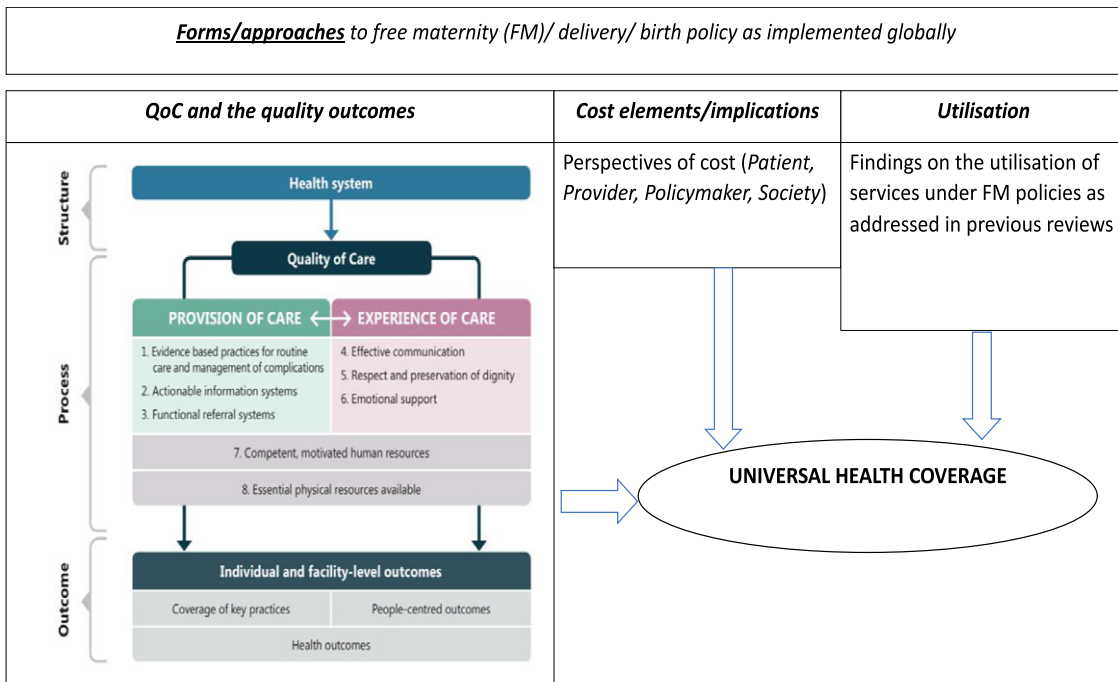 Forms/approaches to free maternity (FM)/ delivery/ birth policy as implemented globally
QoC and the quality outcomes
Structure
Health system
Process
Quality of Care
PROVISION OF CARE
1. Evidence based practices for routine
care and management of complications
2. Actionable information systems
3. Functional referral systems
EXPERIENCE OF CARE
4. Effective communication
5. Respect and preservation of dignity
6. Emotional support
7. Competent, motivated human resources
8. Essential physical resources available
Outcome
Individual and facility-level outcomes
Coverage of key practices
People-centred outcomes
Health outcomes
Cost elements/implications
Perspectives of cost (Patient,
Provider, Policymaker, Society)
Utilisation
Findings on the utilisation of
services under FM policies as
addressed in previous reviews
UNIVERSAL HEALTH COVERAGE